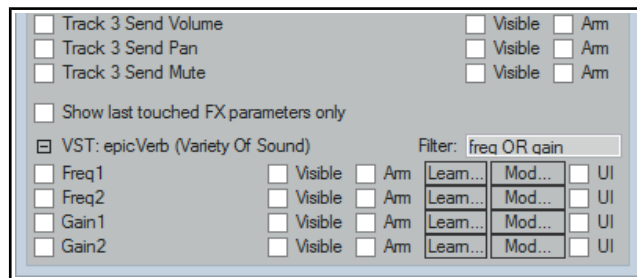 Track 3 Send Volume Visible Arm
Track 3 Send Pan Visible Arm
Track 3 Send Mute Visible Arm
Show last touched FX parameters only
VST: epicVerb (Variety Of Sound) Filter: freq OR gain
Freq1 Visible Arm Learn... Mod... UI
Freq2 Visible Arm Learn... Mod... UI
Gain1 Visible Arm Learn... Mod... UI
Gain2 Visible Arm Learn... Mod... UI